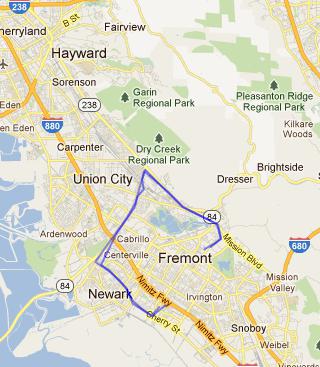 238
B St
herryland
Fairview
Hayward
Sorenson
Garin
Regional Park
Pleasanton Ridge
Regional Park
238
Eden
Kilkare
Woods
880
Eden
Dry Creek
Regional Park
Carpenter
Brightside
Union City
Dresser
84
Ardenwood
Cabrillo
Mission Blvd
680
Centerville
Fremont
84
Mission
Valley
Nimitz Fwy
Newark
Irvington
Cherry St
Nimitz Fwy
Snoboy
Weibel